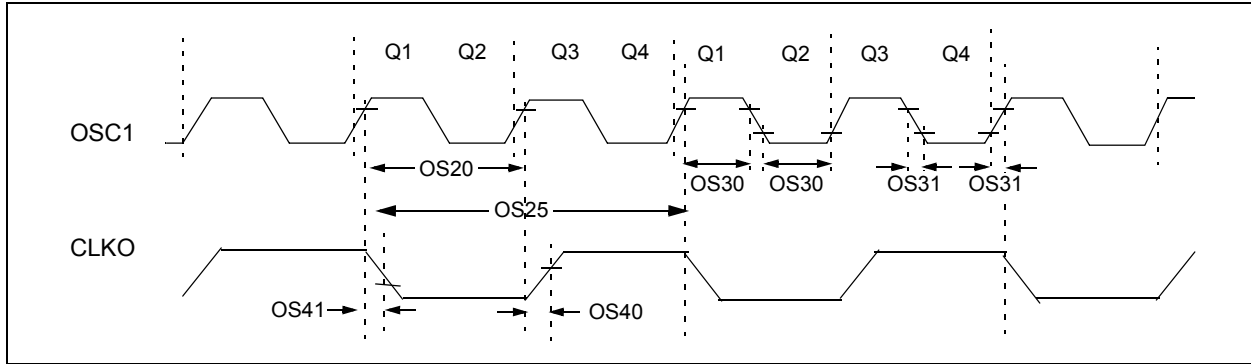 Q1 Q2 Q3 Q4 Q1 Q2 Q3 Q4
OSC1
OS20 OS30 OS30 OS31 OS31
OS25
CLKO
OS41 OS40